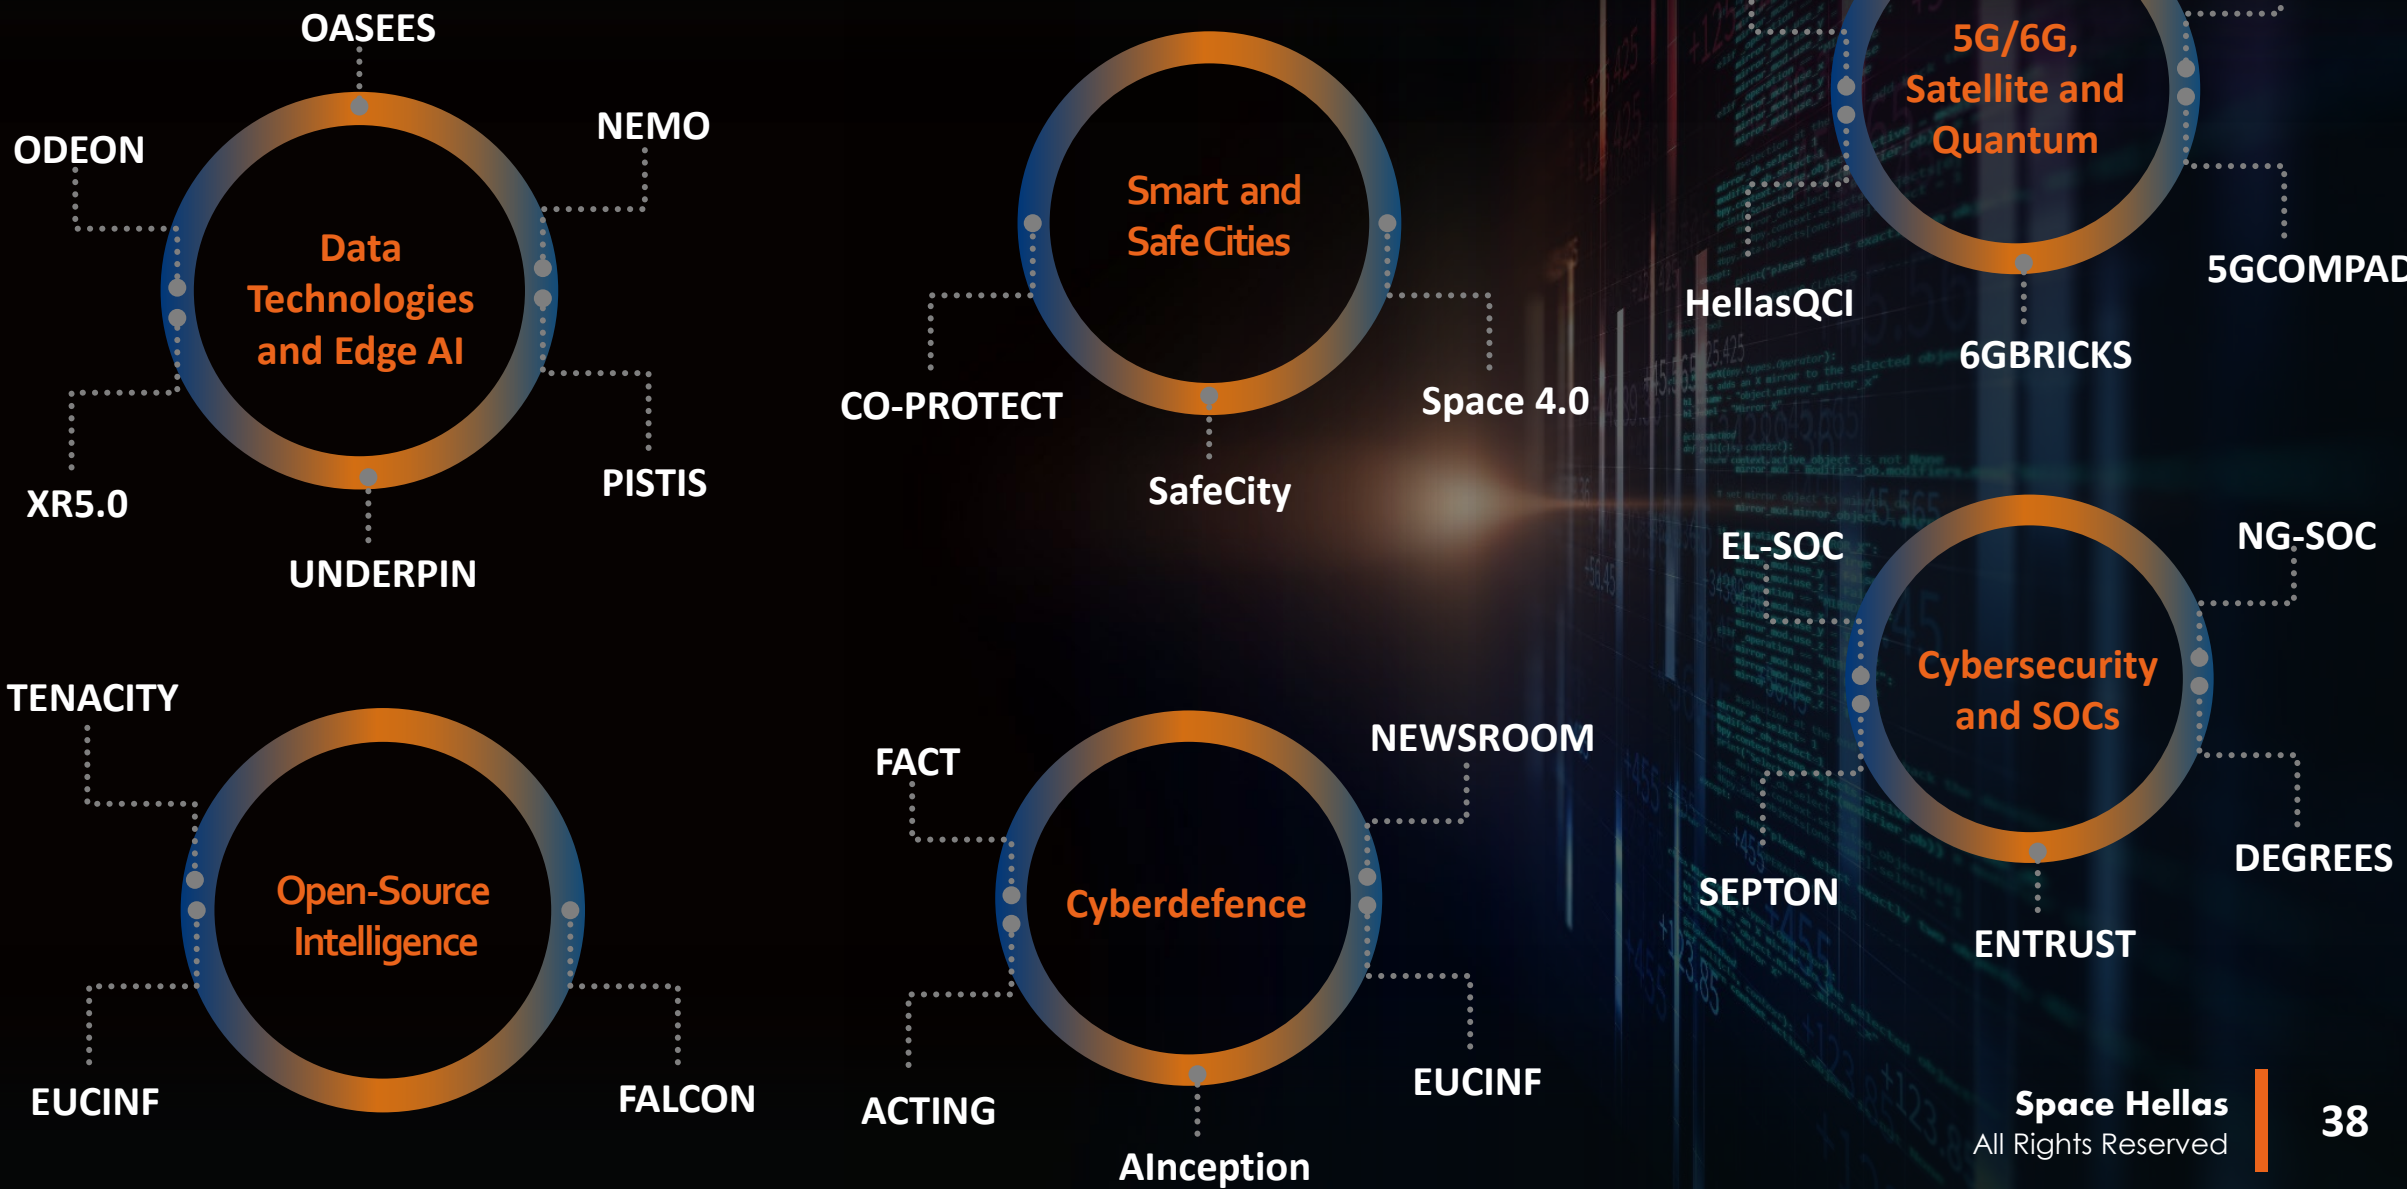 OASEES
ODEON
NEMO
Data
Technologies
and Edge AI
XR5.0
PISTIS
UNDERPIN
Smart and
Safe Cities
CO-PROTECT
Space 4.0
SafeCity
5G/6G,
Satellite and
Quantum
HellasQCI
5GCOMPAD
6GBRICKS
EL-SOC
NG-SOC
Cybersecurity
and SOCs
SEPTON
DEGREES
ENTRUST
TENACITY
Open-Source
Intelligence
EUCINF
FALCON
FACT
NEWSROOM
Cyberdefence
ACTING
EUCINF
AInception
Space Hellas
All Rights Reserved
38